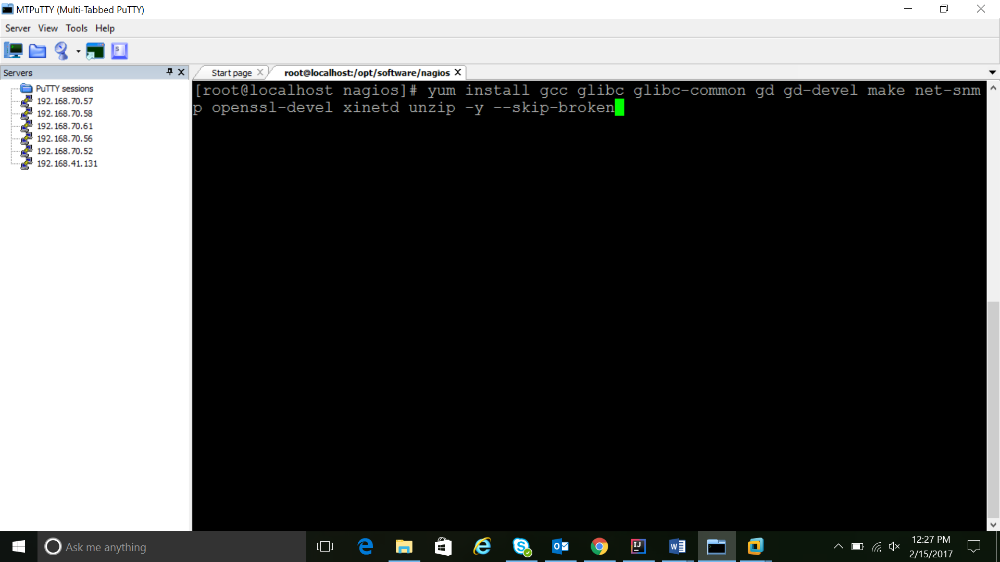 MTPuTTY (Multi-Tabbed PuTTY)
Server View Tools Help
Servers
PuTTY sessions
192.168.70.57
192.168.70.58
192.168.70.61
192.168.70.56
192.168.70.52
192.168.41.131
Start page
root@localhost:/opt/software/nagios
[root@localhost nagios]# yum install gcc glibc glibc-common gd gd-devel make net-snm
p openssl-devel xinetd unzip -y --skip-broken
Ask me anything
12:27 PM
2/15/2017